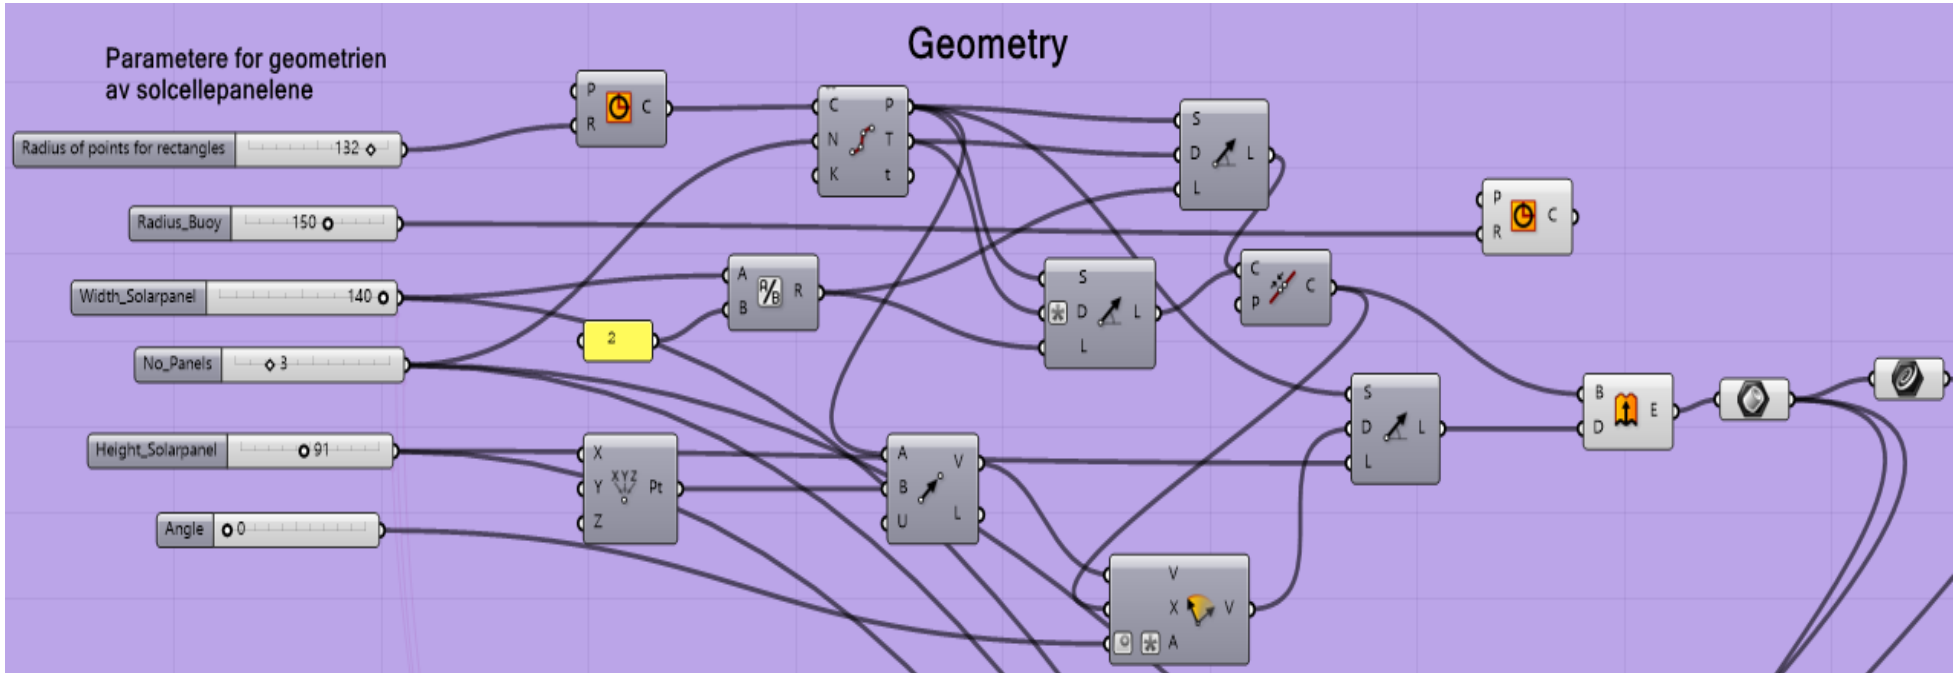 Geometry
Parametere for geometrien
av solcellepanelene
P
R
C
Radius of points for rectangles
132
C
N
K
P
T
t
S
D
L
L
Radius_Buoy
150
P
R
C
Width_Solarpanel
140
A
B
A/B
R
S
D
L
L
C
P
C
2
No_Panels
3
S
D
L
L
B
D
E
Height_Solarpanel
91
X
Y
Z
XYZ
Pt
A
B
U
V
L
Angle
0
V
X
A
V